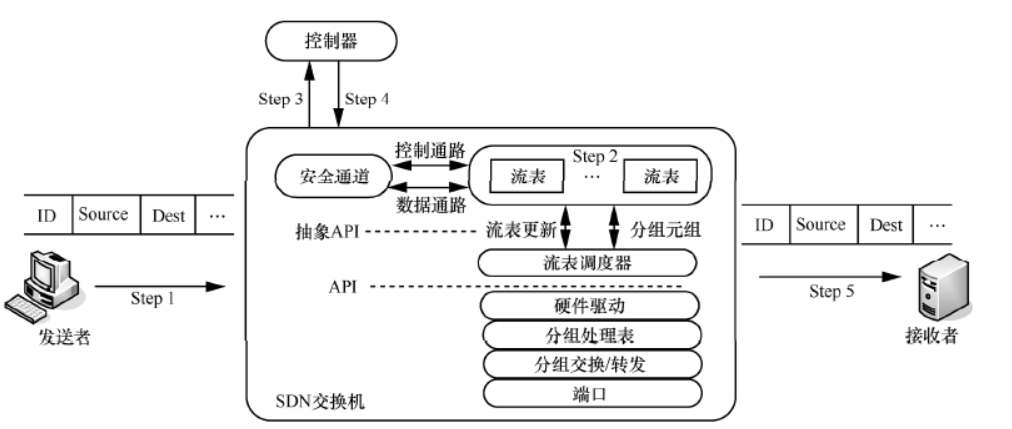 控制器
Step 3
Step 4
安全通道
控制通路
数据通路
Step 2
流表
…
流表
ID
Source
Dest
…
抽象API
流表更新
分组元组
流表调度器
API
硬件驱动
分组处理表
分组交换/转发
端口
SDN交换机
Step 1
发送者
ID
Source
Dest
…
Step 5
接收者